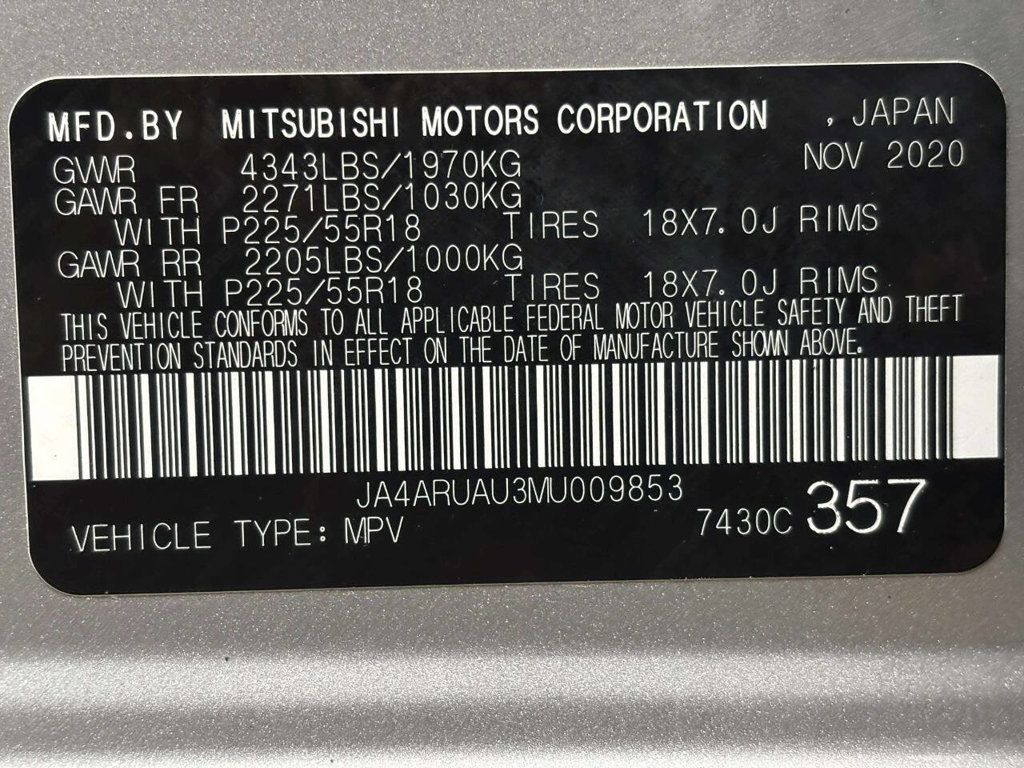 MFD.BY MITSUBISHI MOTORS CORPORATION , JAPAN
NOV 2020
GVWR 4343LBS/1970KG
GAWR FR 2271LBS/1030KG
WITH P225/55R18 TIRES 18X7.0J RIMS
GAWR RR 2205LBS/1000KG
WITH P225/55R18 TIRES 18X7.0J RIMS
THIS VEHICLE CONFORMS TO ALL APPLICABLE FEDERAL MOTOR VEHICLE SAFETY AND THEFT
PREVENTION STANDARDS IN EFFECT ON THE DATE OF MANUFACTURE SHOWN ABOVE.
JA4ARUAU3MU009853
VEHICLE TYPE: MPV 7430C 357